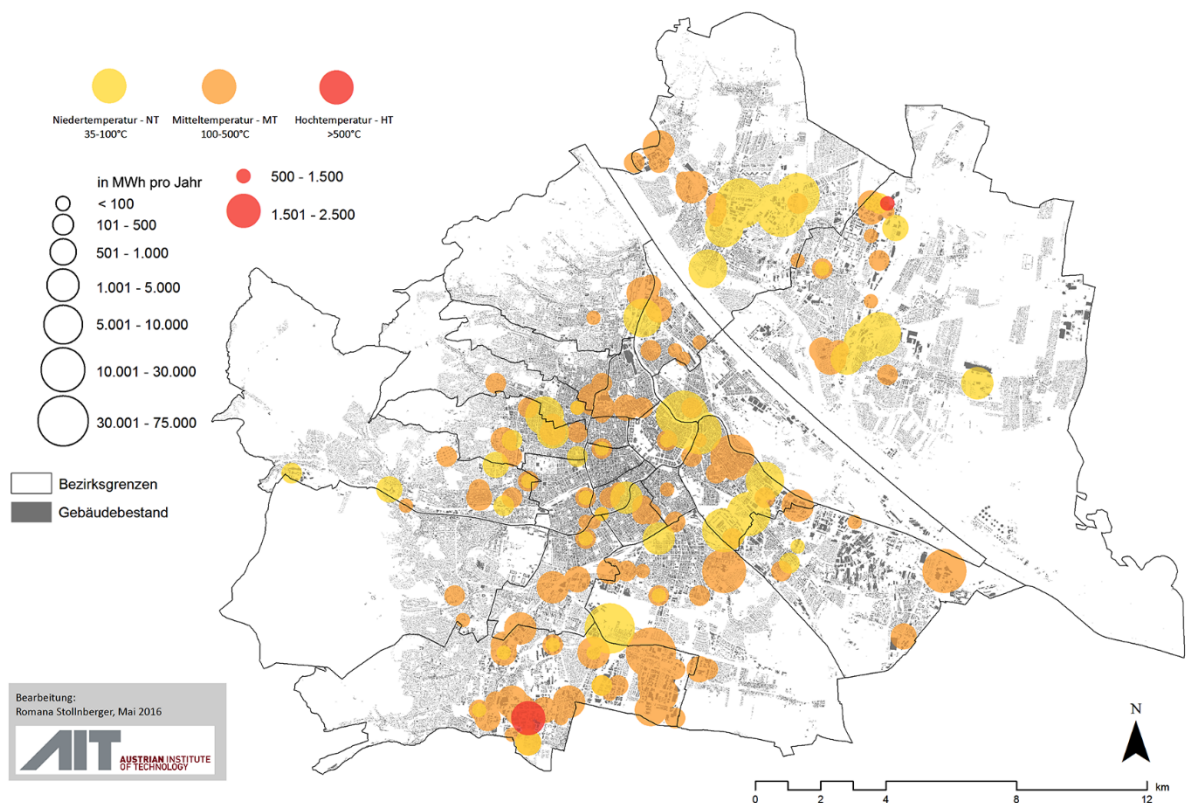 Niedertemperatur - NT
35-100°C
Mitteltemperatur - MT
100-500°C
Hochtemperatur - HT
>500°C
in MWh pro Jahr
< 100
101 - 500
501 - 1.000
1.001 - 5.000
5.001 - 10.000
10.001 - 30.000
30.001 - 75.000
500 - 1.500
1.501 - 2.500
Bezirksgrenzen
Gebäudebestand
Bearbeitung:
Romana Stollnberger, Mai 2016
AIT
AUSTRIAN INSTITUTE
OF TECHNOLOGY
N
km
0 2 4 8 12